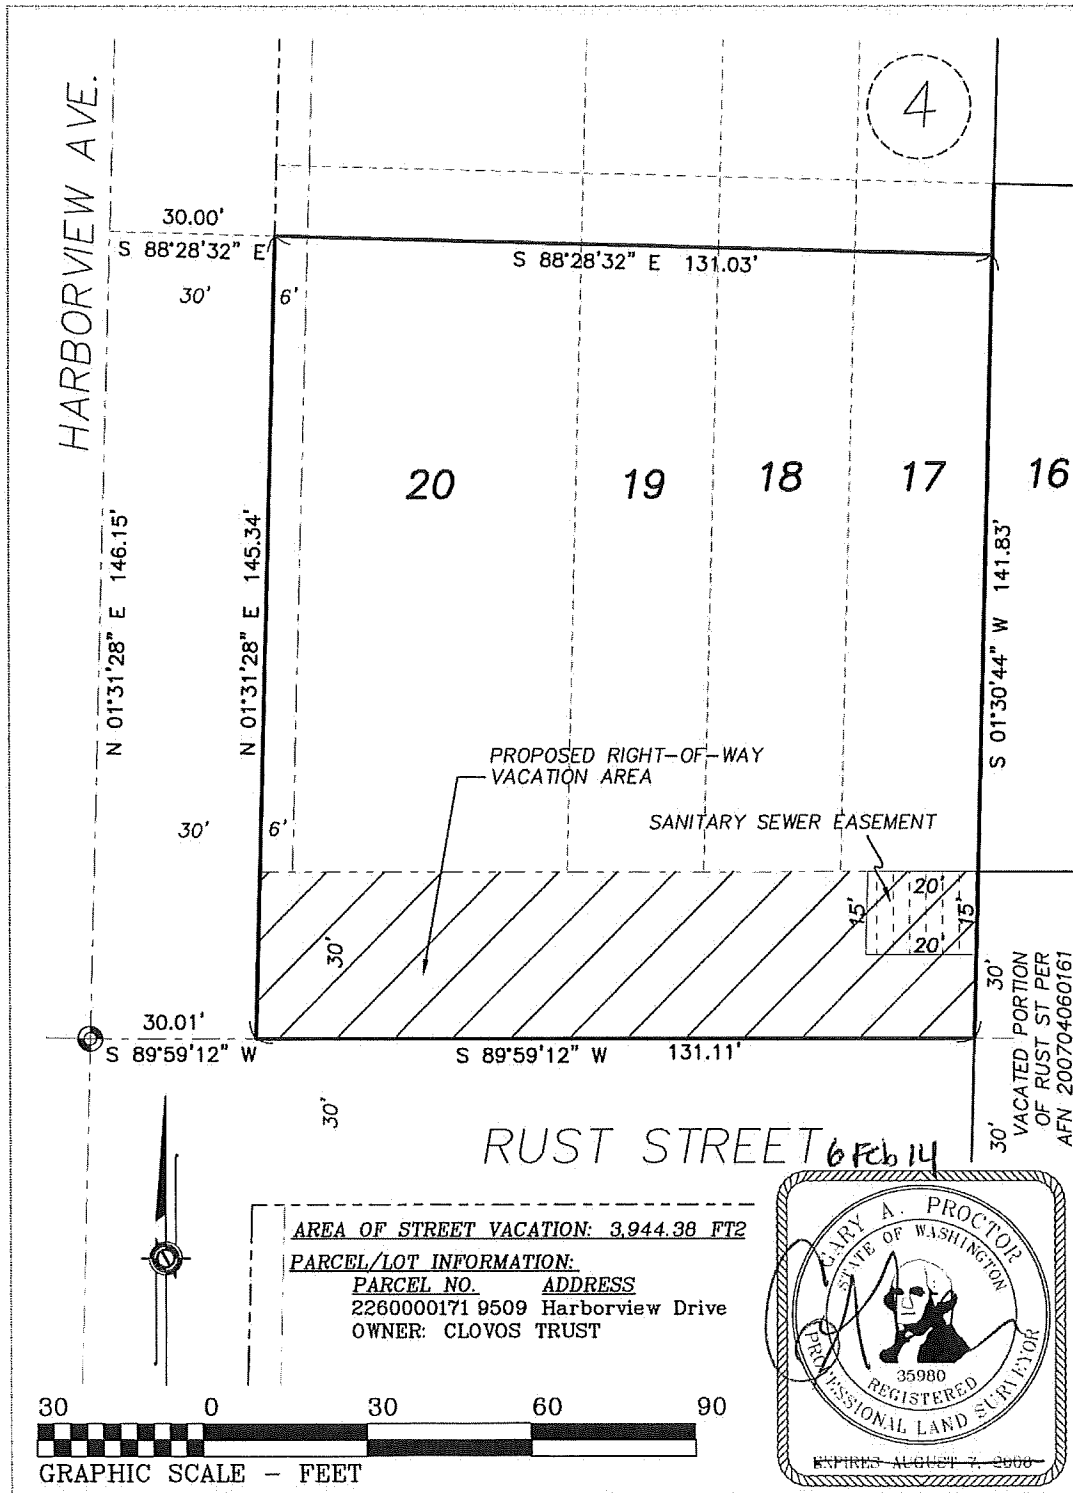 4
HARBORVIEW AVE.
30.00'
S 88°28'32" E
S 88°28'32" E 131.03'
30'
6'
20
19
18
17
16
N 01°31'28" E 146.15'
N 01°31'28" E 145.34'
S 01°30'44" W 141.83'
PROPOSED RIGHT-OF-WAY
VACATION AREA
30'
6'
SANITARY SEWER EASEMENT
20'
15'
15'
20'
30'
30'
VACATED PORTION
OF RUST ST PER
AFN 200704060161
30.01'
S 89°59'12" W
S 89°59'12" W 131.11'
30'
30'
RUST STREET
6 Feb 14
AREA OF STREET VACATION: 3,944.38 FT2
PARCEL/LOT INFORMATION:
PARCEL NO. ADDRESS
2260000171 9509 Harborview Drive
OWNER: CLOVOS TRUST
GARY A. PROCTOR
STATE OF WASHINGTON
35980
REGISTERED
PROFESSIONAL LAND SURVEYOR
EXPIRES AUGUST 7, 2008
30 0 30 60 90
GRAPHIC SCALE - FEET